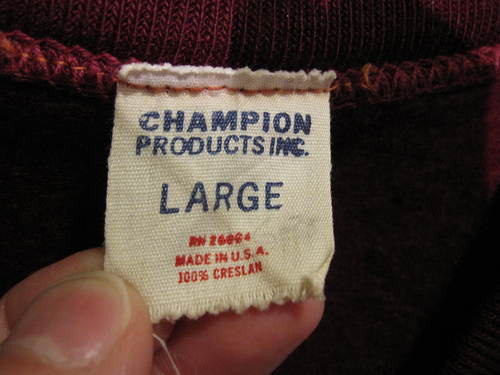 CHAMPION
PRODUCTS INC.
LARGE
RN 26094
MADE IN U.S.A.
100% CRESLAN